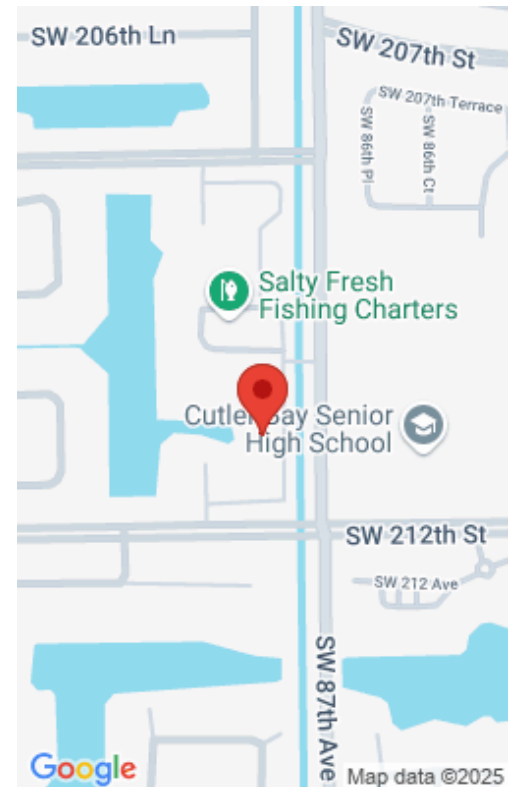 SW 206th Ln
SW 207th St
SW 207th Terrace
SW 86th Pl
SW 86th Ct
Salty Fresh
Fishing Charters
Cutler Bay Senior
High School
SW 212th St
SW 212 Ave
SW 87th Ave
Google
Map data ©2025